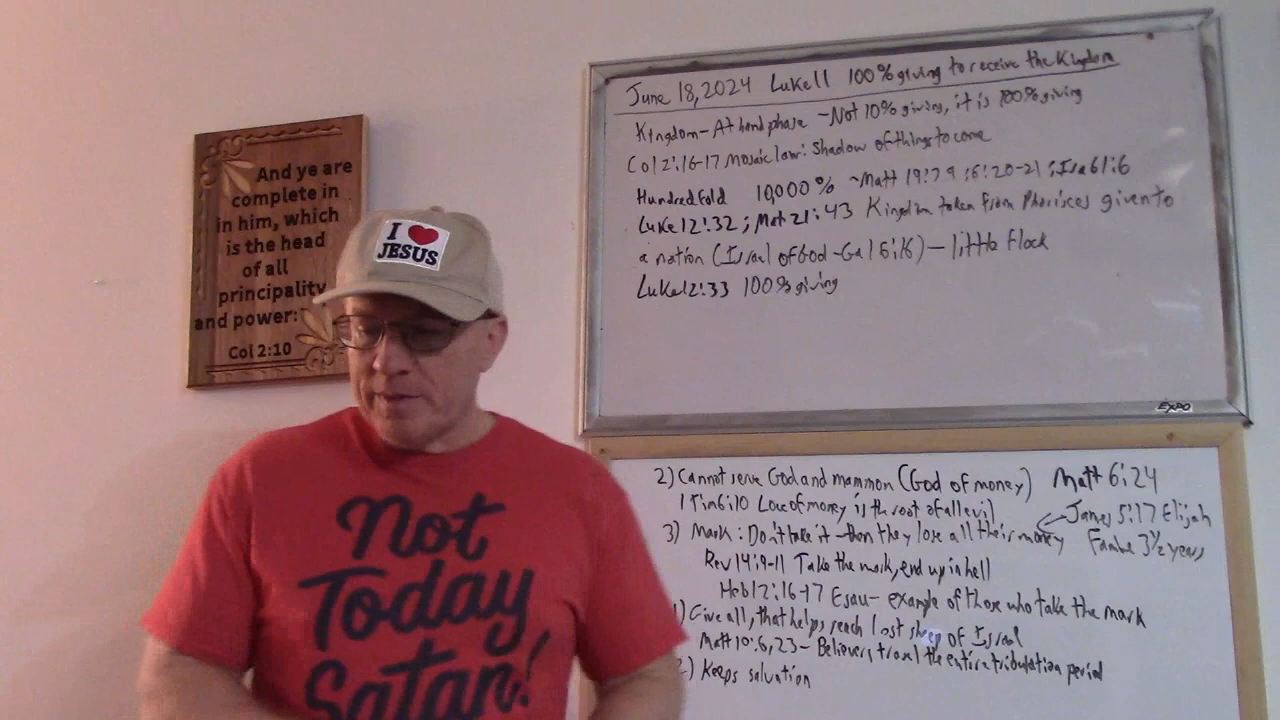 And ye are
complete in
in him, which
is the head
of all
principality
and power:
Col 2:10
I ❤ JESUS
Not
Today
Satan!
June 18, 2024 Luke 11 100% giving to receive the Kingdom
Kingdom - At hand phase - Not 10% giving, it is 100% giving
Col 2:16-17 Mosaic law: Shadow of things to come
Hundredfold 10,000% ~ Matt 19:29; 6:20-21; Isa 61:6
Luke 12:32; Mat 21:43 Kingdom taken from Pharisees given to
a nation (Israel of God - Gal 6:16) - little flock
Luke 12:33 100% giving
EXPO
2) Cannot serve God and mammon (God of money) Matt 6:24
1 Tim 6:10 Love of money is the root of all evil
James 5:17 Elijah
3) Mark: Don't take it - then they lose all their money Famine 3½ years
Rev 14:9-11 Take the mark, end up in hell
Heb 12:16-17 Esau - example of those who take the mark
1) Give all, that helps reach lost sheep of Israel
Matt 10:6, 23 - Believers travel the entire tribulation period
2) Keeps salvation